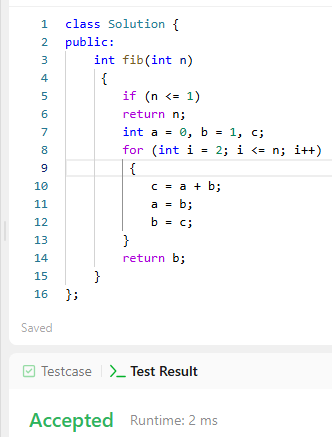 1 class Solution {
2 public:
3     int fib(int n)
4      {
5         if (n <= 1)
6         return n;
7         int a = 0, b = 1, c;
8         for (int i = 2; i <= n; i++)
9          {
10             c = a + b;
11             a = b;
12             b = c;
13         }
14         return b;
15     }
16 };
Saved
Testcase Test Result
Accepted Runtime: 2 ms